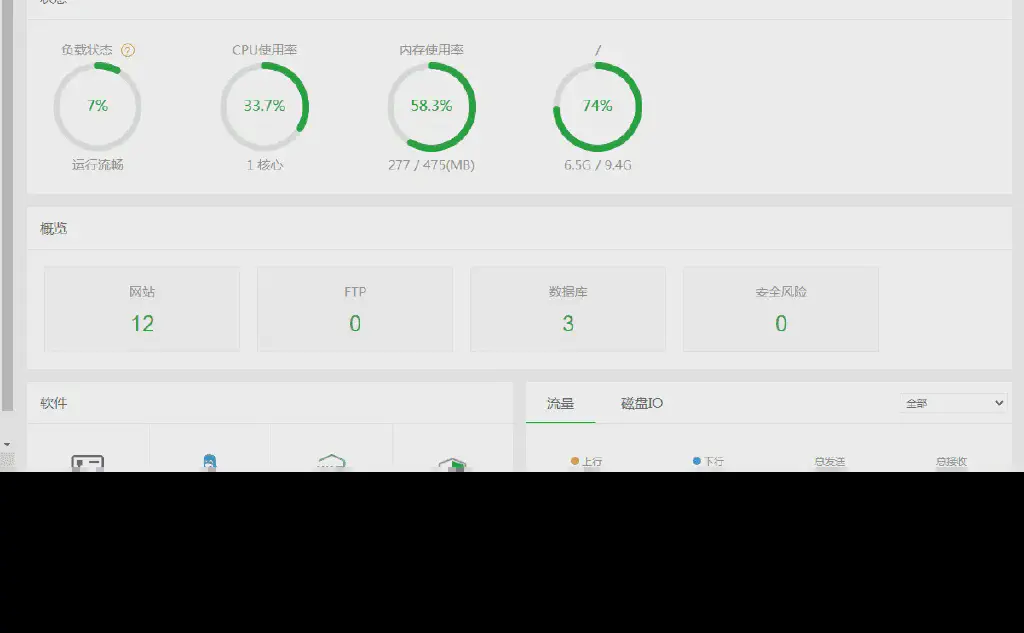 状态
负载状态 ? CPU使用率 内存使用率 /
7% 33.7% 58.3% 74%
运行流畅 1 核心 277 / 475(MB) 6.5G / 9.4G
概览
网站 FTP 数据库 安全风险
12 0 3 0
软件 流量 磁盘IO 全部
上行 下行 总发送 总接收